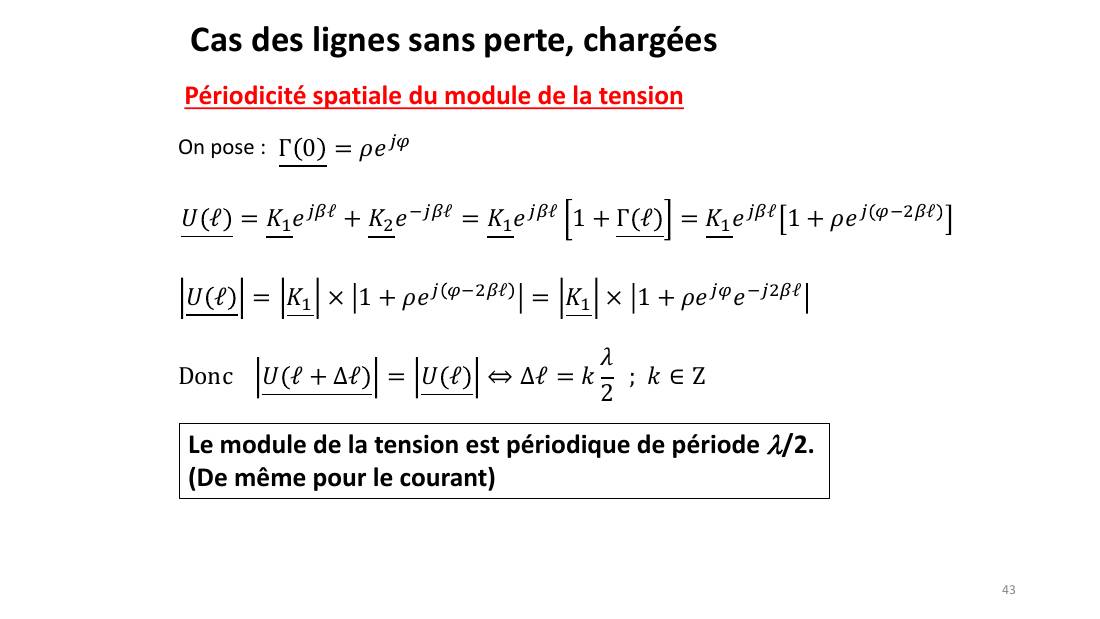 Cas des lignes sans perte, chargées
Périodicité spatiale du module de la tension
On pose : Γ(0) = ρe^{jφ}
U(ℓ) = K₁e^{jβℓ} + K₂e^{−jβℓ} = K₁e^{jβℓ} [1 + Γ(ℓ)] = K₁e^{jβℓ}[1 + ρe^{j(φ−2βℓ)}]
|U(ℓ)| = |K₁| × |1 + ρe^{j(φ−2βℓ)}| = |K₁| × |1 + ρe^{jφ}e^{−j2βℓ}|
Donc |U(ℓ + Δℓ)| = |U(ℓ)| ⇔ Δℓ = k λ/2 ; k ∈ Z
Le module de la tension est périodique de période λ/2.
(De même pour le courant)
43